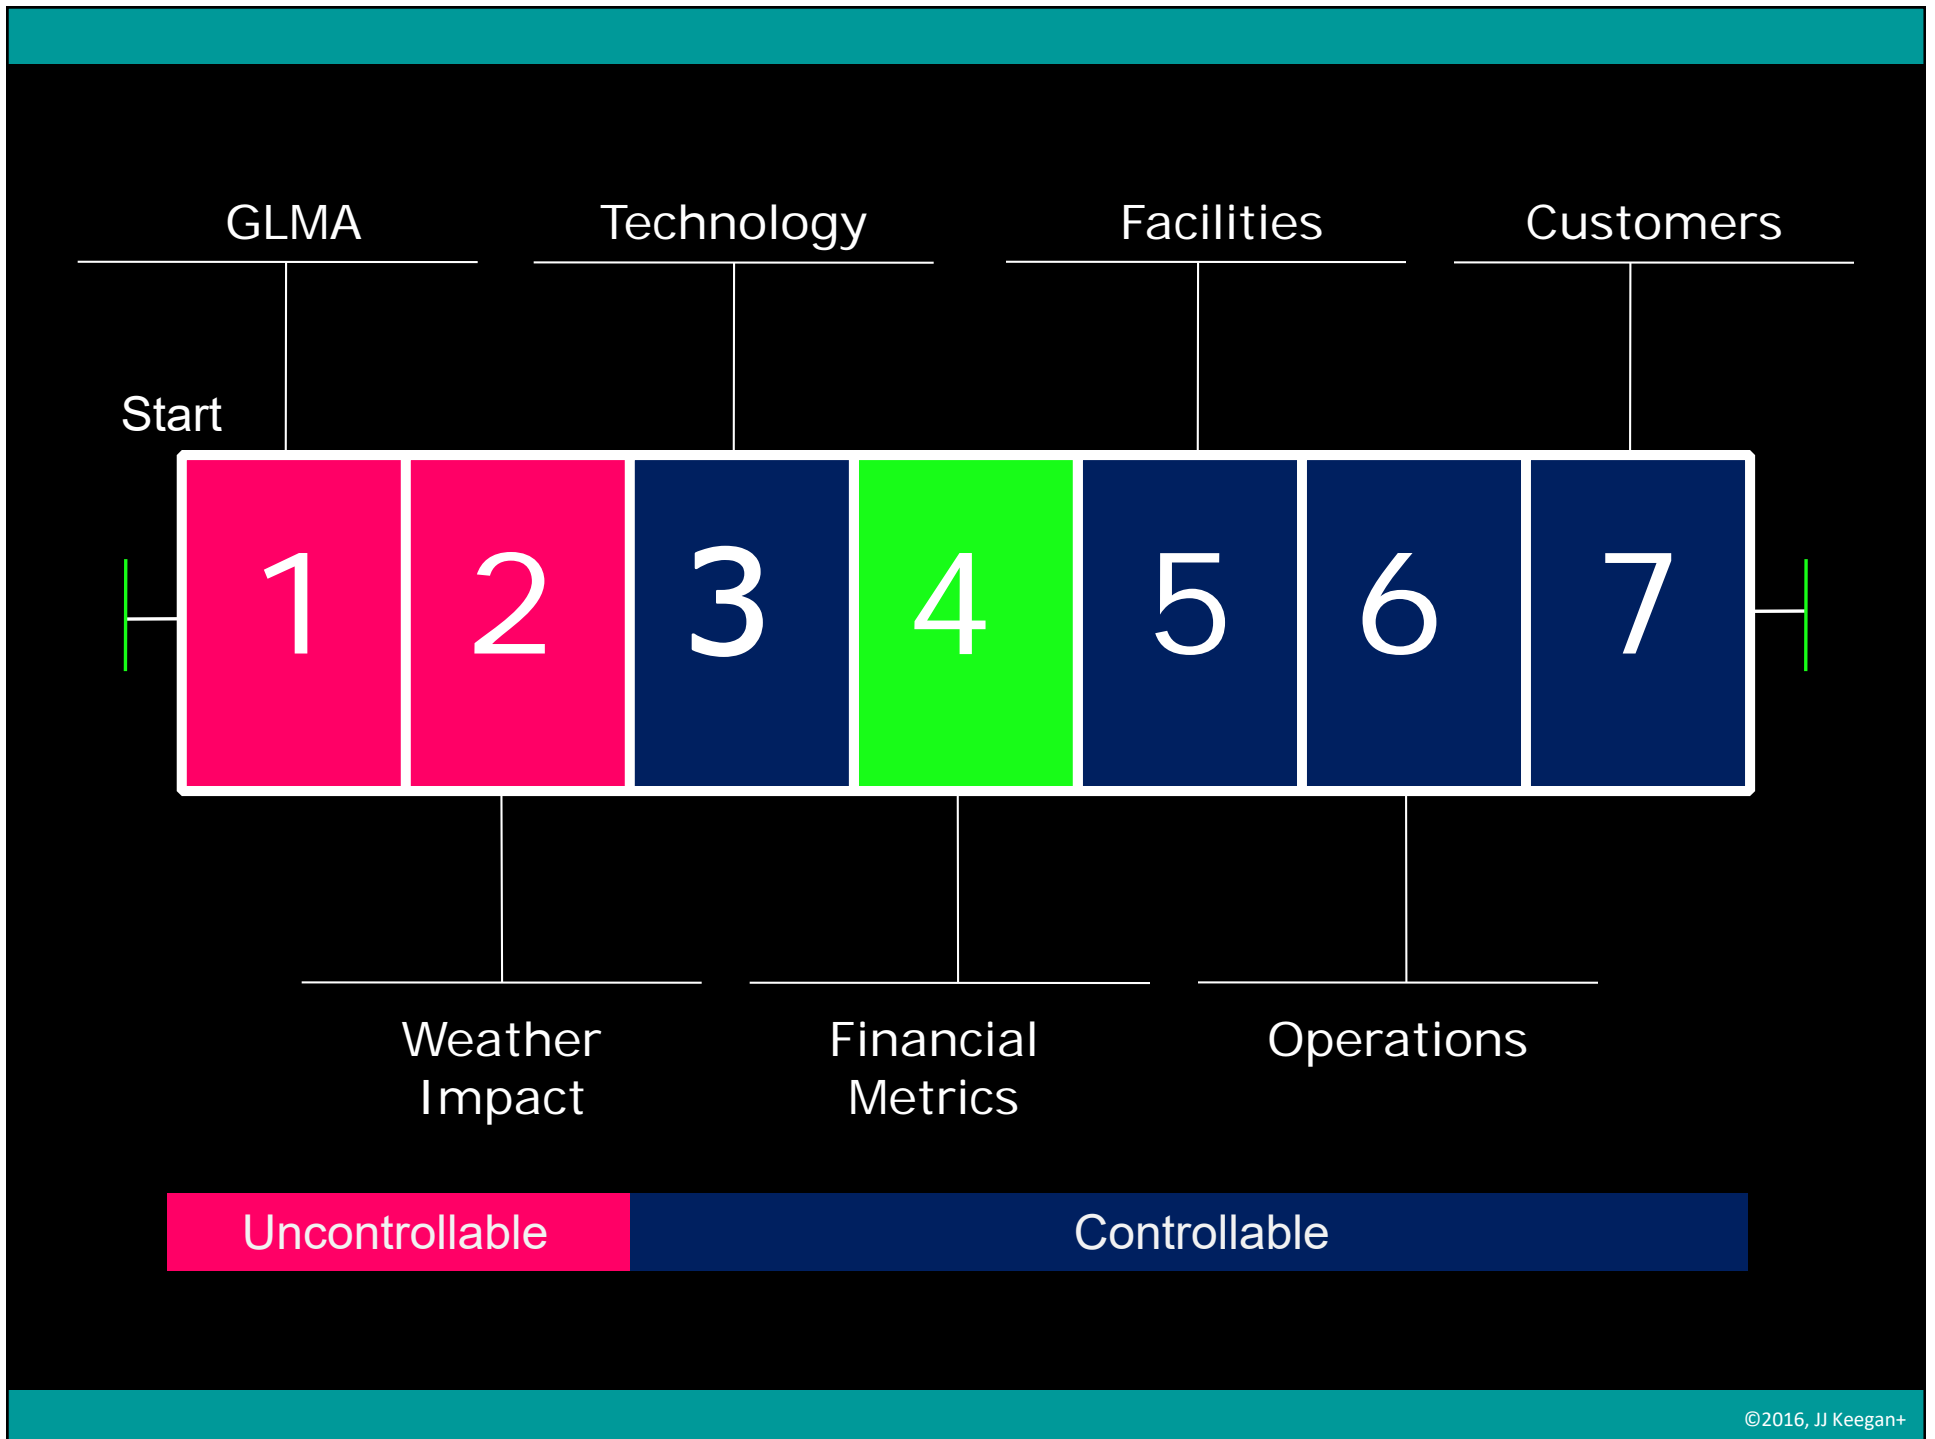 GLMA
Technology
Facilities
Customers
Start
1
2
3
4
5
6
7
Weather
Impact
Financial
Metrics
Operations
Uncontrollable
Controllable
©2016, JJ Keegan+